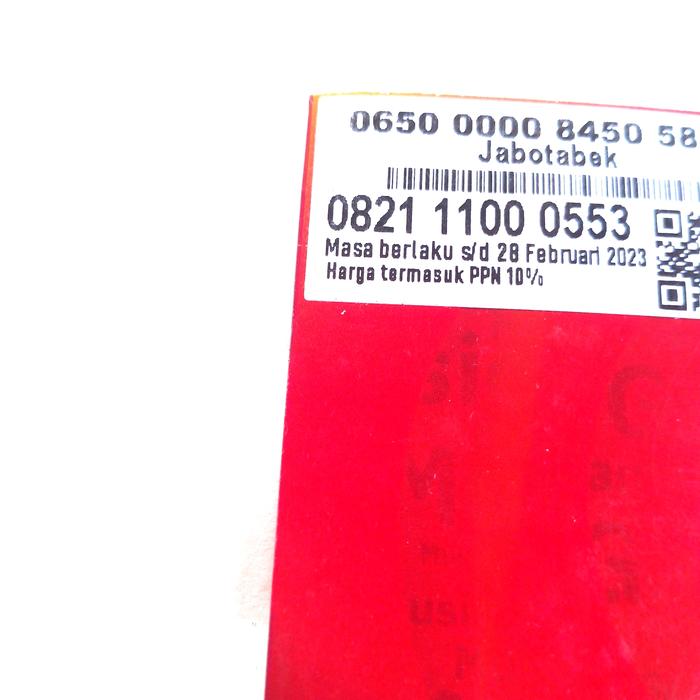 0650 0000 8450 58
Jabotabek
0821 1100 0553
Masa berlaku s/d 28 Februari 2023
Harga termasuk PPN 10%